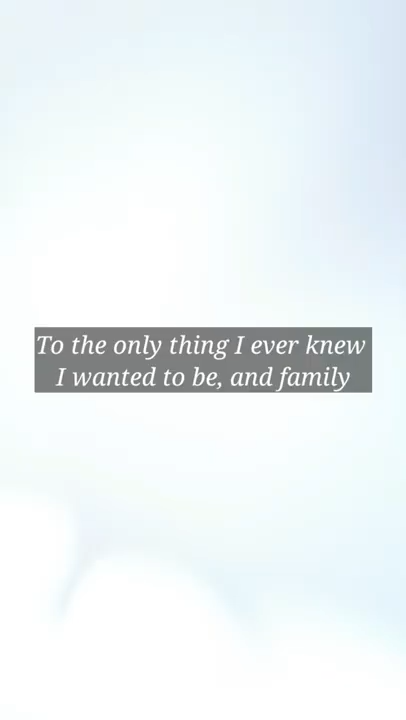 To the only thing I ever knew
I wanted to be, and family